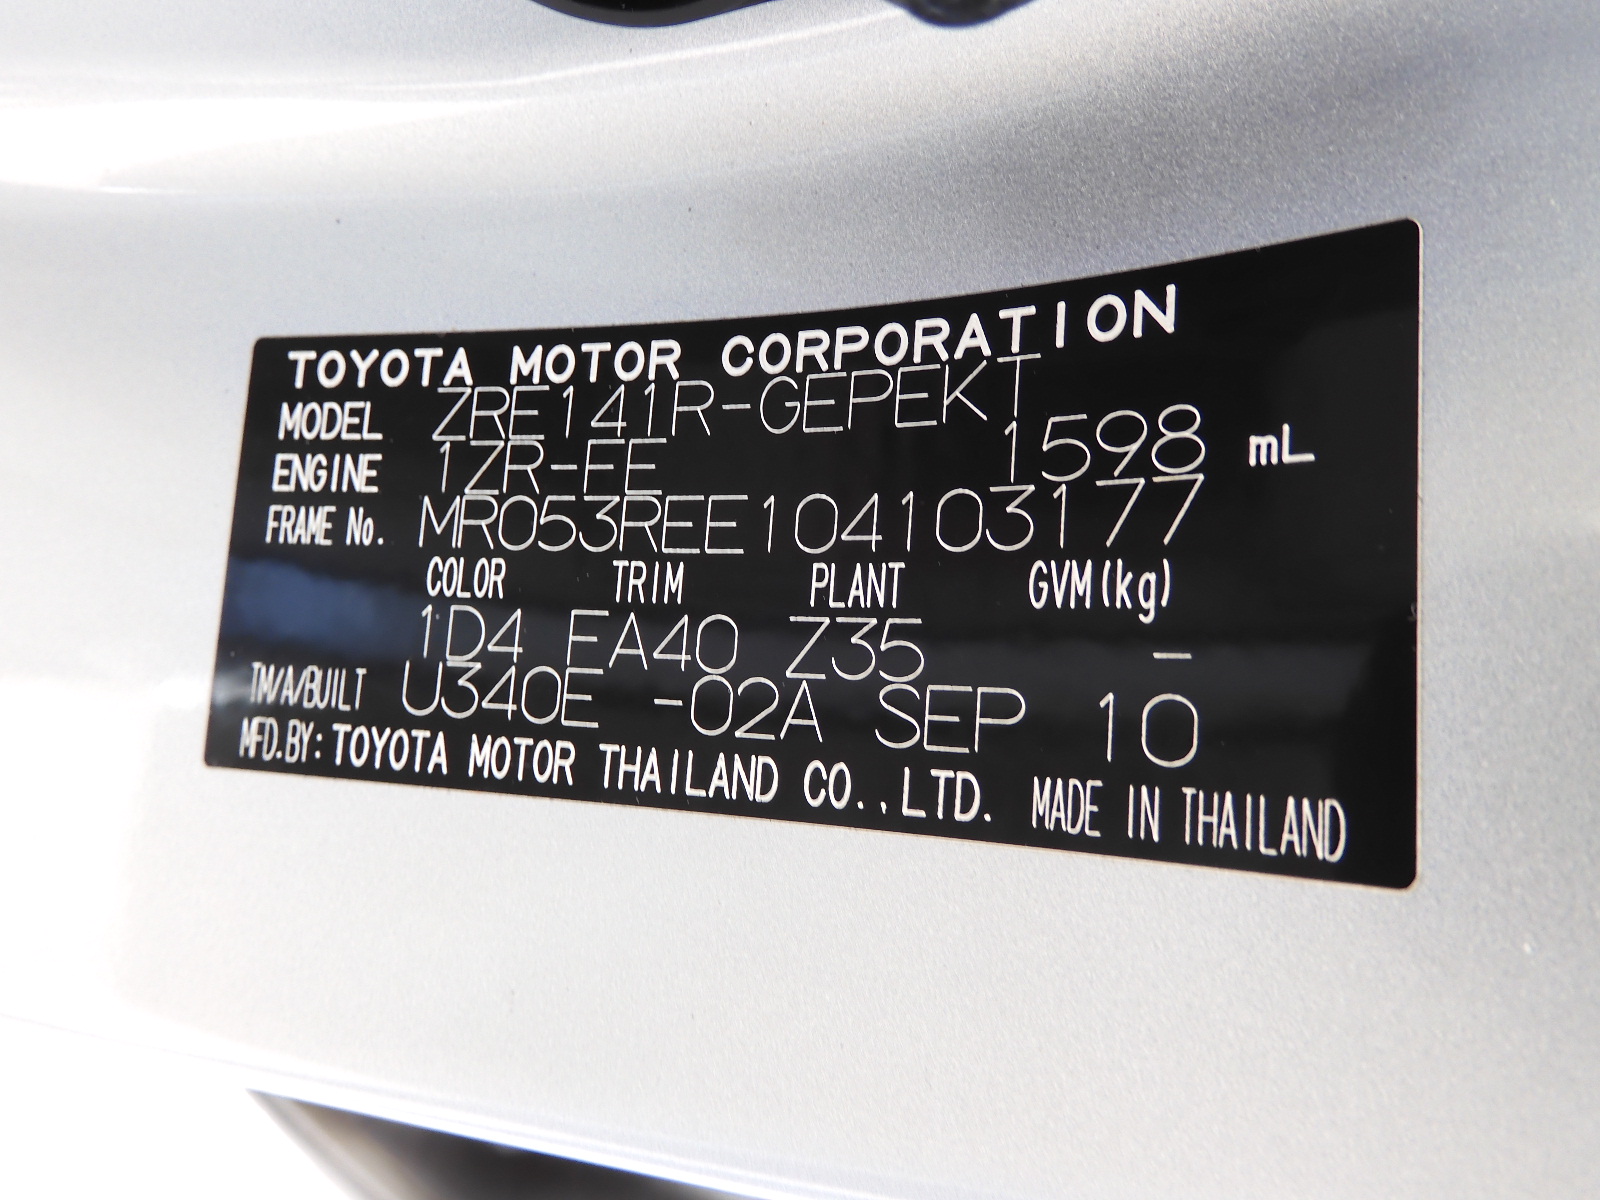 TOYOTA MOTOR CORPORATION
MODEL ZRE141R-GEPEKT
ENGINE 1ZR-FE 1598 mL
FRAME No. MR053REE104103177
COLOR TRIM PLANT GVM(kg)
1D4 FA40 Z35 –
TM/A/BUILT U340E -02A SEP 10
MFD.BY: TOYOTA MOTOR THAILAND CO.,LTD. MADE IN THAILAND